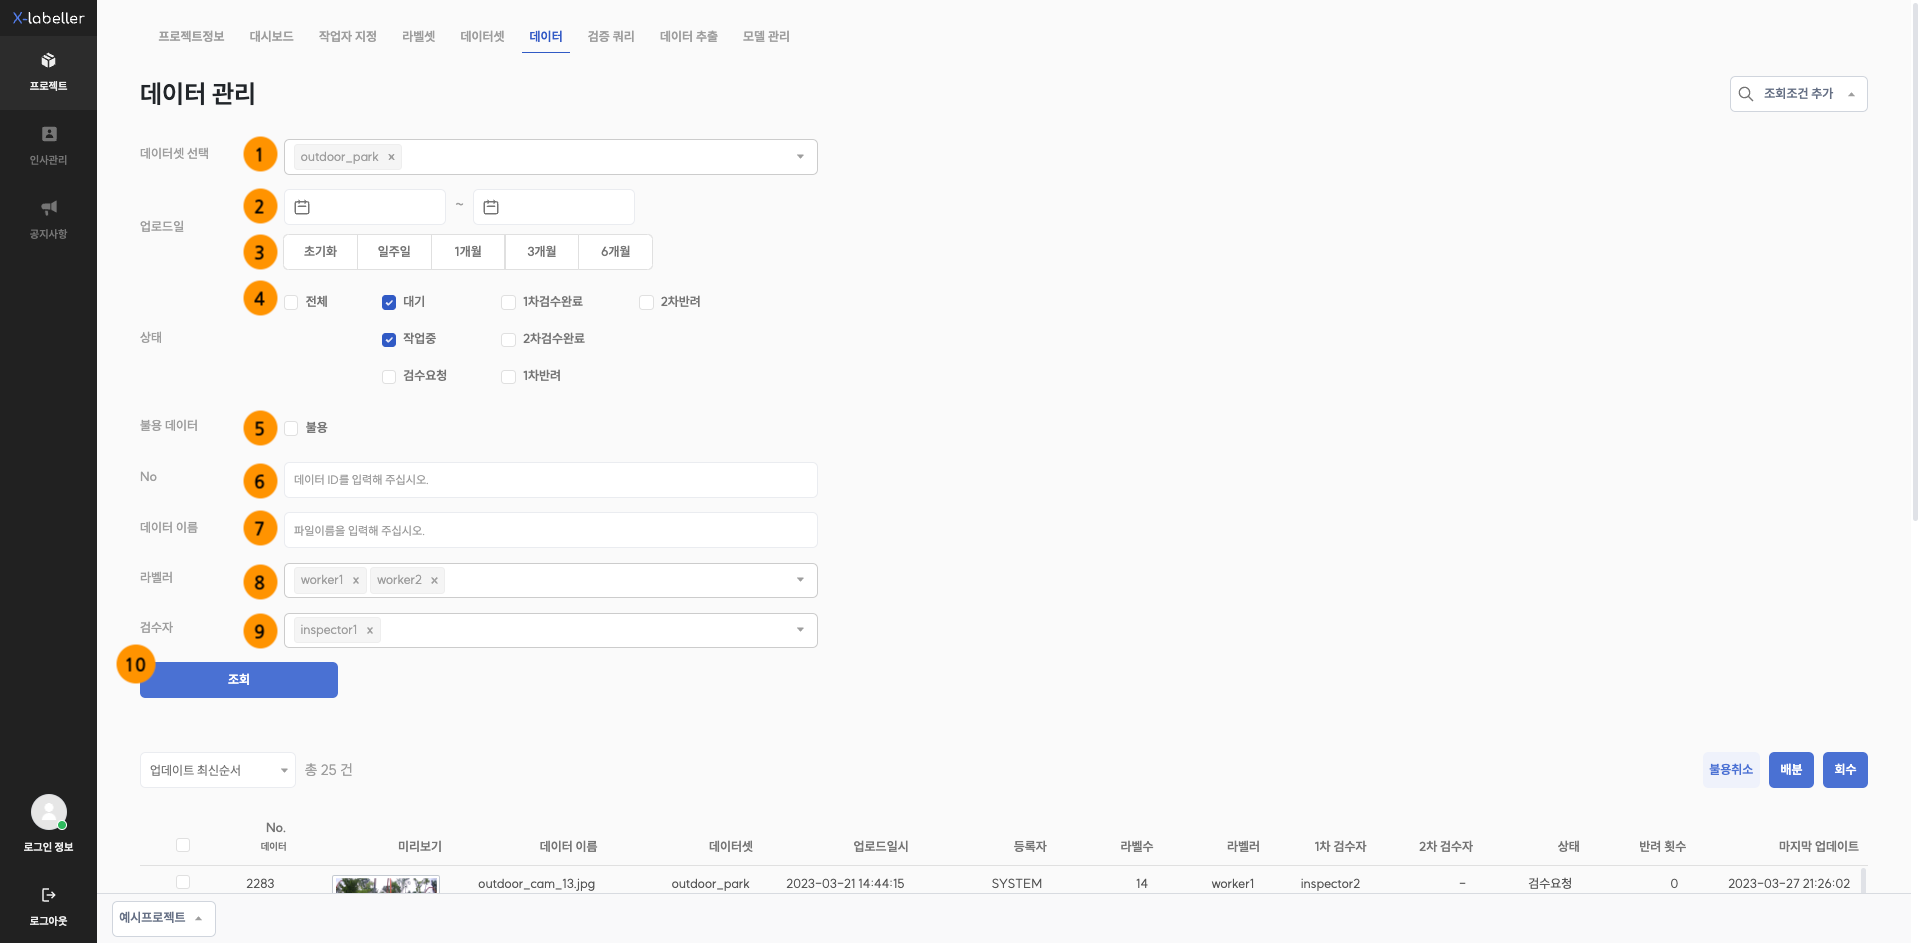 X-labeller
프로젝트정보 대시보드 작업자 지정 라벨셋 데이터셋 데이터 검증 쿼리 데이터 추출 모델 관리
프로젝트
인사관리
공지사항
데이터 관리
조회조건 추가
데이터셋 선택 1 outdoor_park x
업로드일
2 ~
3 초기화 일주일 1개월 3개월 6개월
상태
4 전체 대기 1차검수완료 2차반려
작업중 2차검수완료
검수요청 1차반려
불용 데이터 5 불용
No 6 데이터 ID를 입력해 주십시오.
데이터 이름 7 파일이름을 입력해 주십시오.
라벨러 8 worker1 x worker2 x
검수자 9 inspector1 x
10 조회
업데이트 최신순서 총 25 건 불용취소 배분 회수
No.
데이터 미리보기 데이터 이름 데이터셋 업로드일시 등록자 라벨수 라벨러 1차 검수자 2차 검수자 상태 반려 횟수 마지막 업데이트
2283 outdoor_cam_13.jpg outdoor_park 2023-03-21 14:44:15 SYSTEM 14 worker1 inspector2 - 검수요청 0 2023-03-27 21:26:02
로그인 정보
로그아웃
예시프로젝트